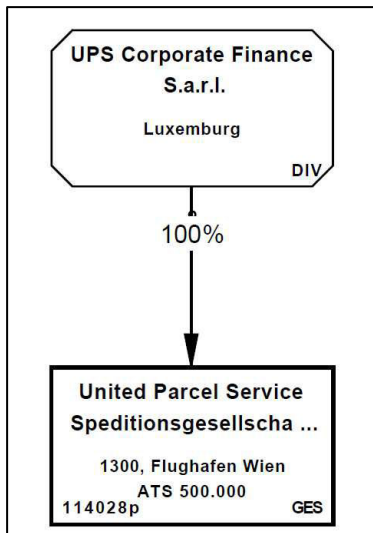 UPS Corporate Finance
S.a.r.l.
Luxemburg
DIV
100%
United Parcel Service
Speditionsgesellscha ...
1300, Flughafen Wien
ATS 500.000
114028p GES